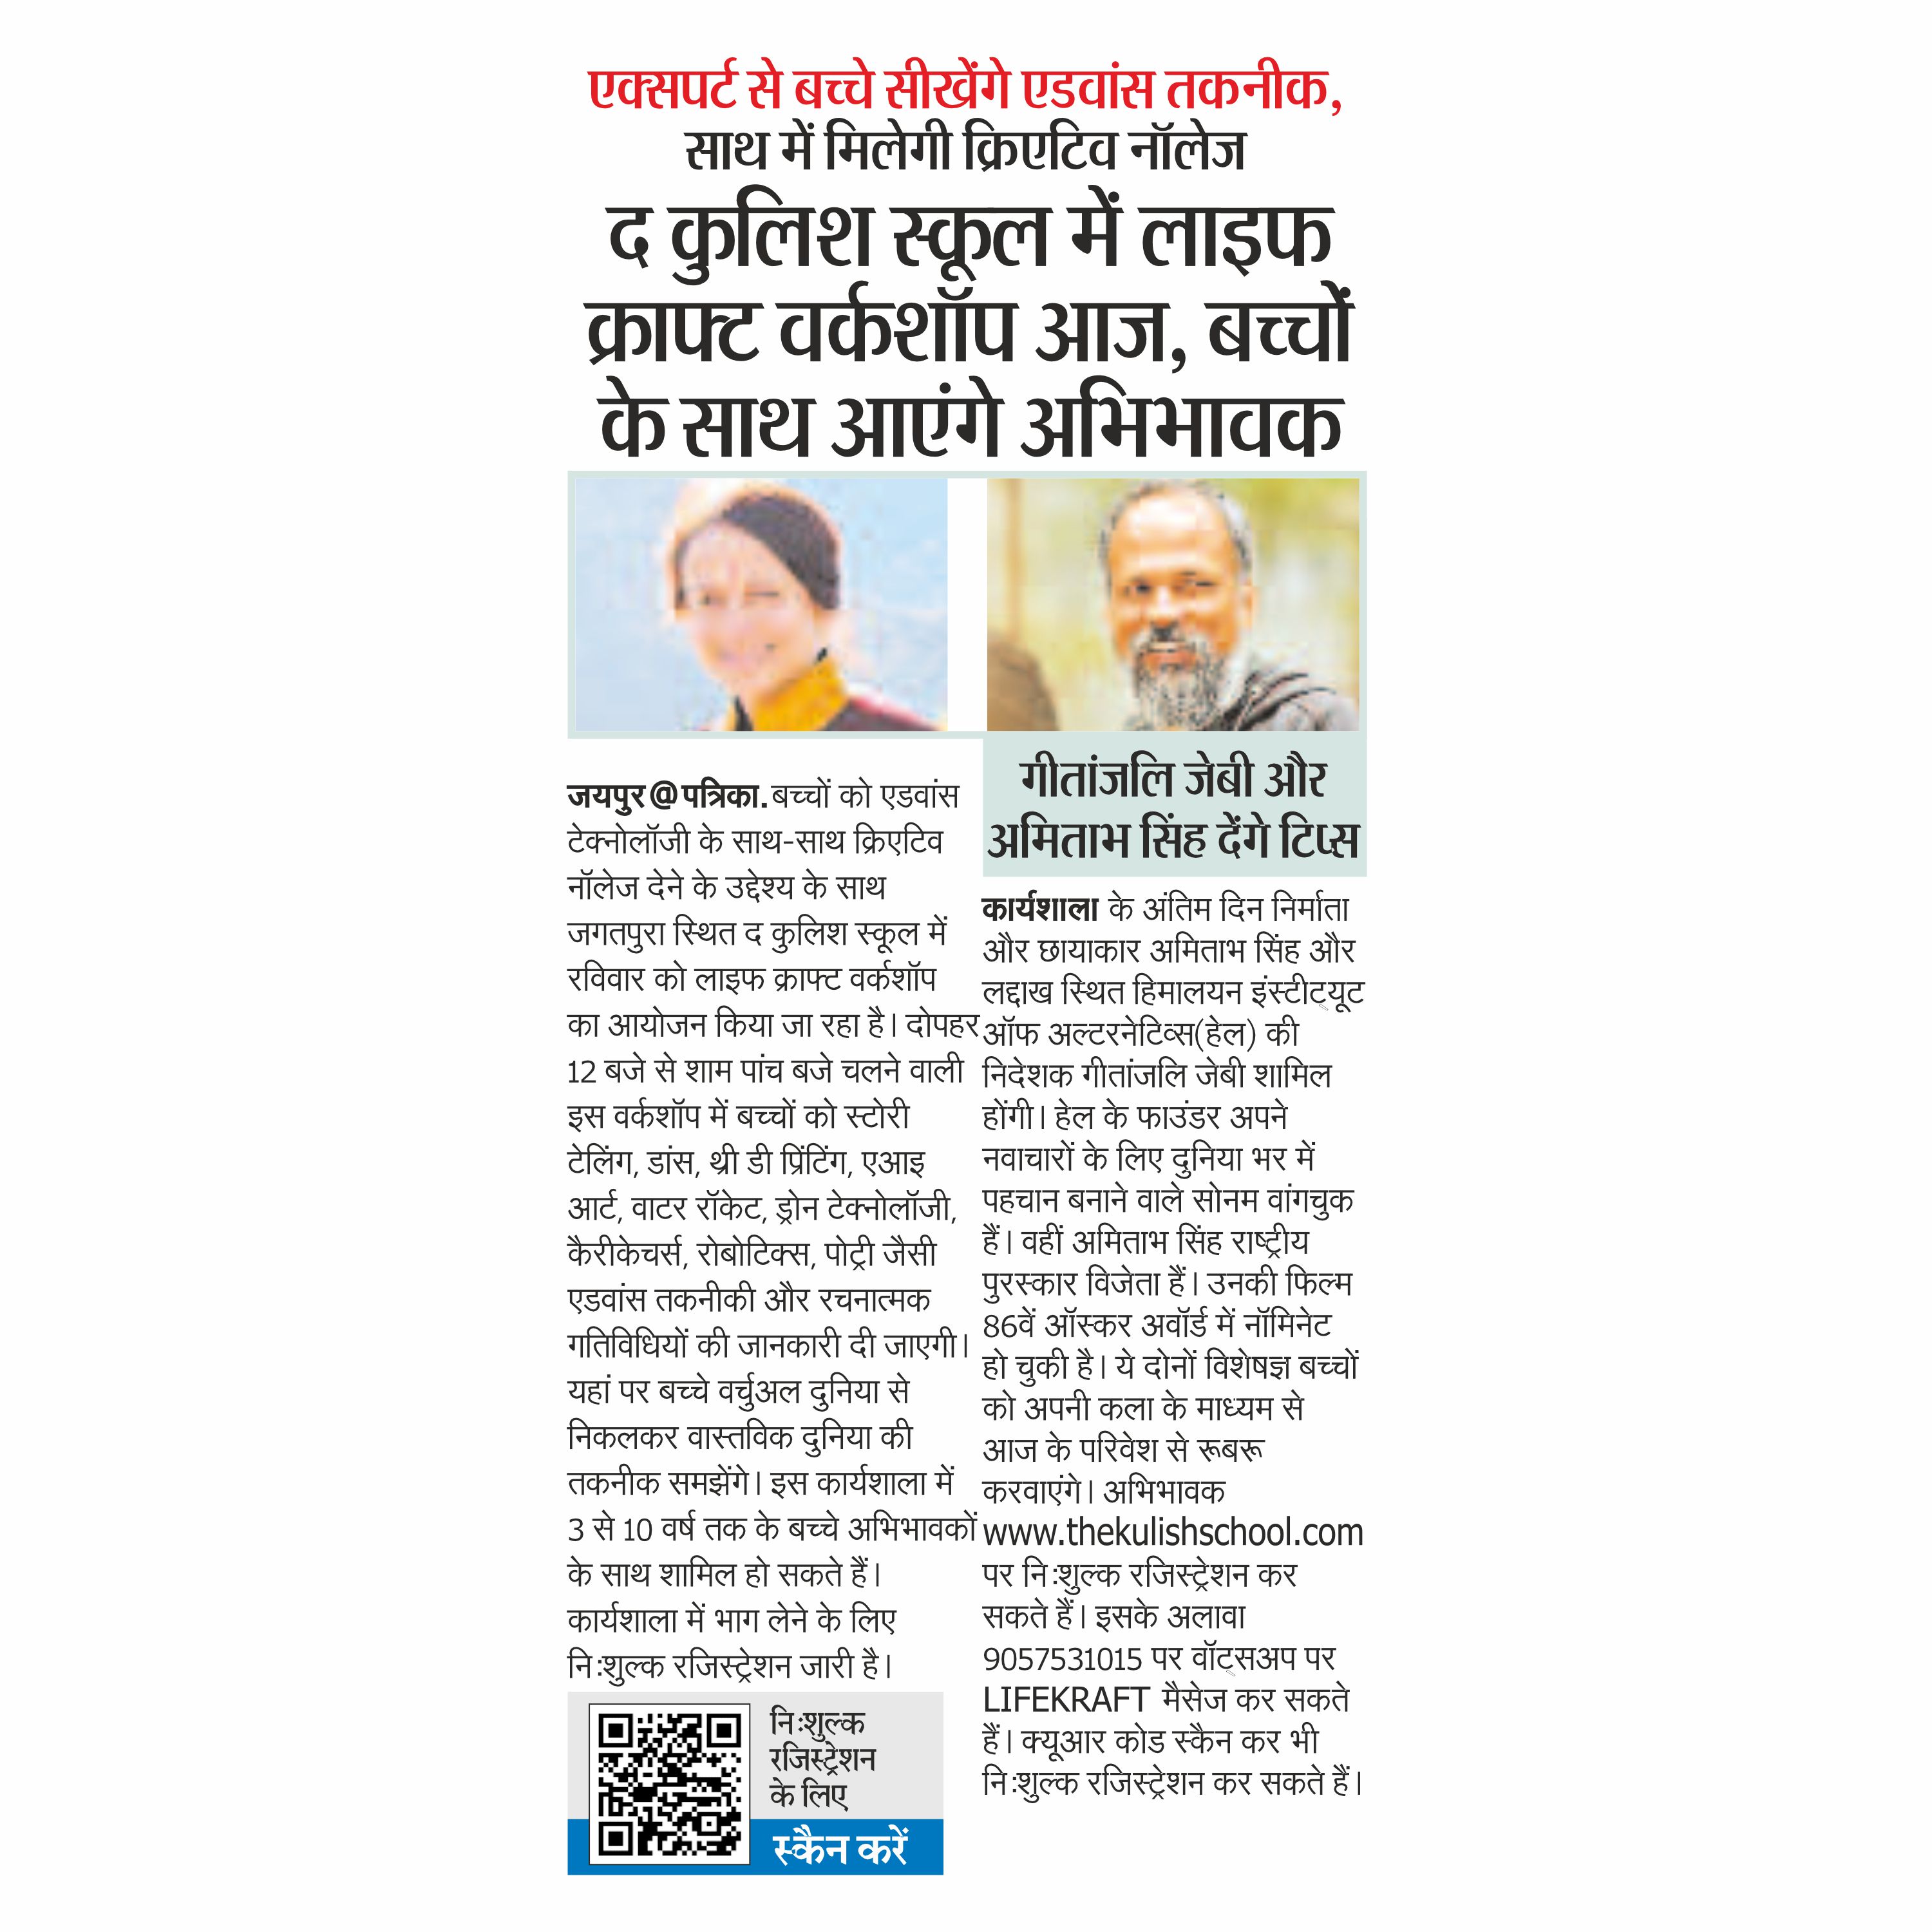 एक्सपर्ट से बच्चे सीखेंगे एडवांस तकनीक,
साथ में मिलेगी क्रिएटिव नॉलेज
द कुलिश स्कूल में लाइफ
क्राफ्ट वर्कशॉप आज, बच्चों
के साथ आएंगे अभिभावक
जयपुर@पत्रिका. बच्चों को एडवांस
टेक्नोलॉजी के साथ-साथ क्रिएटिव
नॉलेज देने के उद्देश्य के साथ
जगतपुरा स्थित द कुलिश स्कूल में
रविवार को लाइफ क्राफ्ट वर्कशॉप
का आयोजन किया जा रहा है। दोपहर
12 बजे से शाम पांच बजे चलने वाली
इस वर्कशॉप में बच्चों को स्टोरी
टेलिंग, डांस, थ्री डी प्रिंटिंग, एआइ
आर्ट, वाटर रॉकेट, ड्रोन टेक्नोलॉजी,
कैरीकेचर्स, रोबोटिक्स, पोट्री जैसी
एडवांस तकनीकी और रचनात्मक
गतिविधियों की जानकारी दी जाएगी।
यहां पर बच्चे वर्चुअल दुनिया से
निकलकर वास्तविक दुनिया की
तकनीक समझेंगे। इस कार्यशाला में
3 से 10 वर्ष तक के बच्चे अभिभावकों
के साथ शामिल हो सकते हैं।
कार्यशाला में भाग लेने के लिए
नि:शुल्क रजिस्ट्रेशन जारी है।
नि:शुल्क
रजिस्ट्रेशन
के लिए
स्कैन करें
गीतांजलि जेबी और
अमिताभ सिंह देंगे टिप्स
कार्यशाला के अंतिम दिन निर्माता
और छायाकार अमिताभ सिंह और
लद्दाख स्थित हिमालयन इंस्टीट्यूट
ऑफ अल्टरनेटिव्स(हेल) की
निदेशक गीतांजलि जेबी शामिल
होंगी। हेल के फाउंडर अपने
नवाचारों के लिए दुनिया भर में
पहचान बनाने वाले सोनम वांगचुक
हैं। वहीं अमिताभ सिंह राष्ट्रीय
पुरस्कार विजेता हैं। उनकी फिल्म
86वें ऑस्कर अवॉर्ड में नॉमिनेट
हो चुकी है। ये दोनों विशेषज्ञ बच्चों
को अपनी कला के माध्यम से
आज के परिवेश से रूबरू
करवाएंगे। अभिभावक
www.thekulishschool.com
पर नि:शुल्क रजिस्ट्रेशन कर
सकते हैं। इसके अलावा
9057531015 पर वॉट्सअप पर
LIFEKRAFT मैसेज कर सकते
हैं। क्यूआर कोड स्कैन कर भी
नि:शुल्क रजिस्ट्रेशन कर सकते हैं।